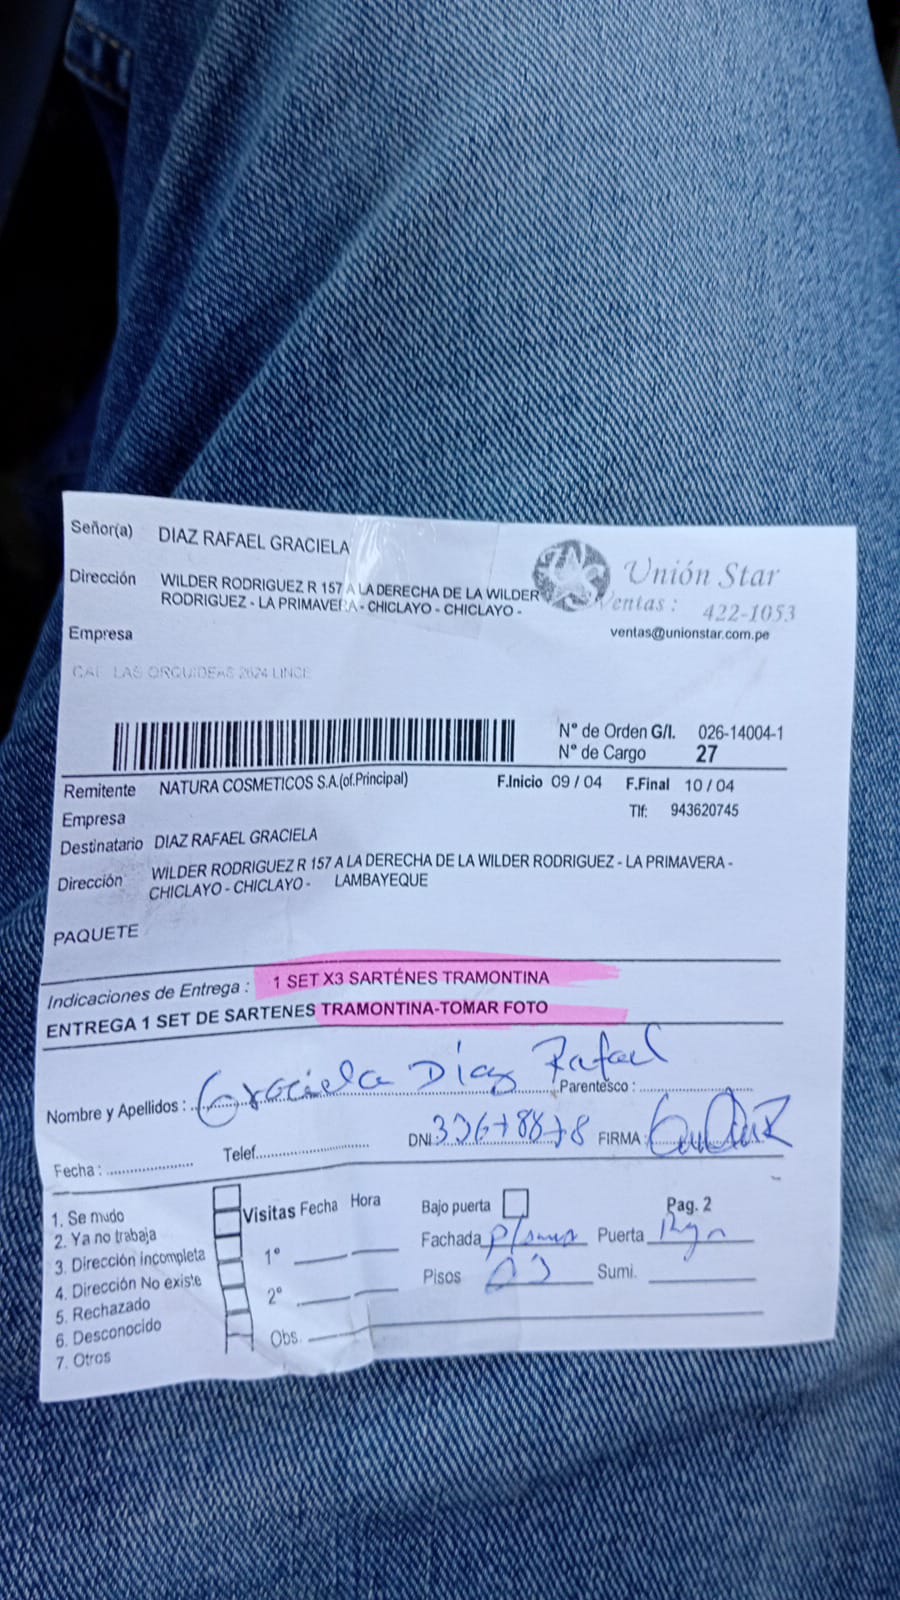 Señor(a) DIAZ RAFAEL GRACIELA
Dirección WILDER RODRIGUEZ R 157 A LA DERECHA DE LA WILDER
RODRIGUEZ - LA PRIMAVERA - CHICLAYO - CHICLAYO -
Unión Star
Ventas : 422-1053
ventas@unionstar.com.pe
Empresa
LAS ORQUIDEAS 2624 LINCE
N° de Orden G/I. 026-14004-1
N° de Cargo 27
Remitente NATURA COSMETICOS S.A.(of.Principal) F.Inicio 09 / 04 F.Final 10 / 04
Empresa Tlf: 943620745
Destinatario DIAZ RAFAEL GRACIELA
Dirección WILDER RODRIGUEZ R 157 A LA DERECHA DE LA WILDER RODRIGUEZ - LA PRIMAVERA -
CHICLAYO - CHICLAYO - LAMBAYEQUE
PAQUETE
Indicaciones de Entrega : 1 SET X3 SARTÉNES TRAMONTINA
ENTREGA 1 SET DE SARTENES TRAMONTINA-TOMAR FOTO
Nombre y Apellidos : Graciela Díaz Rafael Parentesco :
Fecha : Telef. DNI FIRMA:
1. Se mudo
2. Ya no trabaja
3. Dirección incompleta
4. Dirección No existe
5. Rechazado
6. Desconocido
7. Otros
Visitas Fecha Hora
1°
2°
Obs.
Bajo puerta Pag. 2
Fachada Puerta
Pisos Sumi.